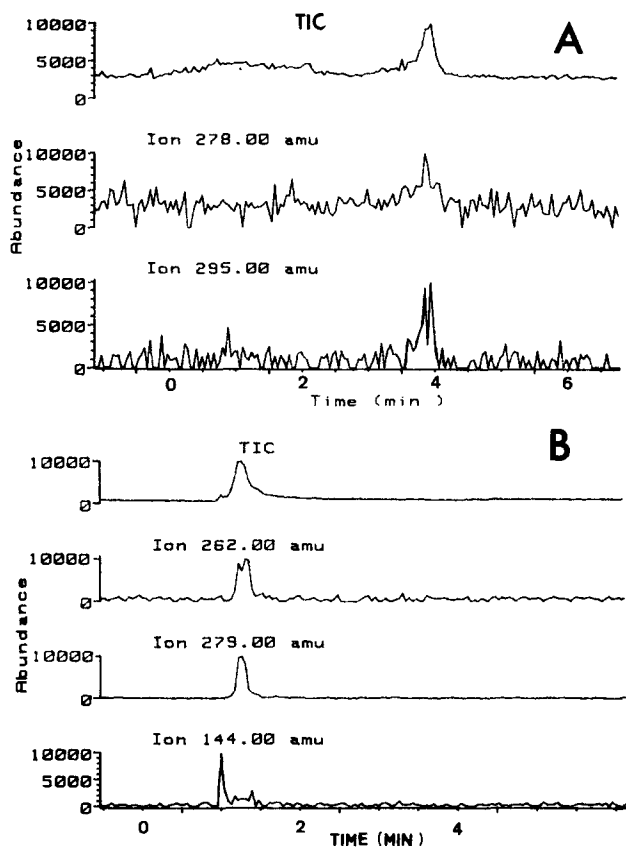 TIC
A
10000
5000
0
Ion 278.00 amu
10000
5000
0
Abundance
Ion 295.00 amu
10000
5000
0
0 2 4 6
Time (min )
B
TIC
10000
0
Ion 262.00 amu
10000
0
Abundance
Ion 279.00 amu
10000
0
Ion 144.00 amu
10000
5000
0
0 2 4
TIME (MIN)